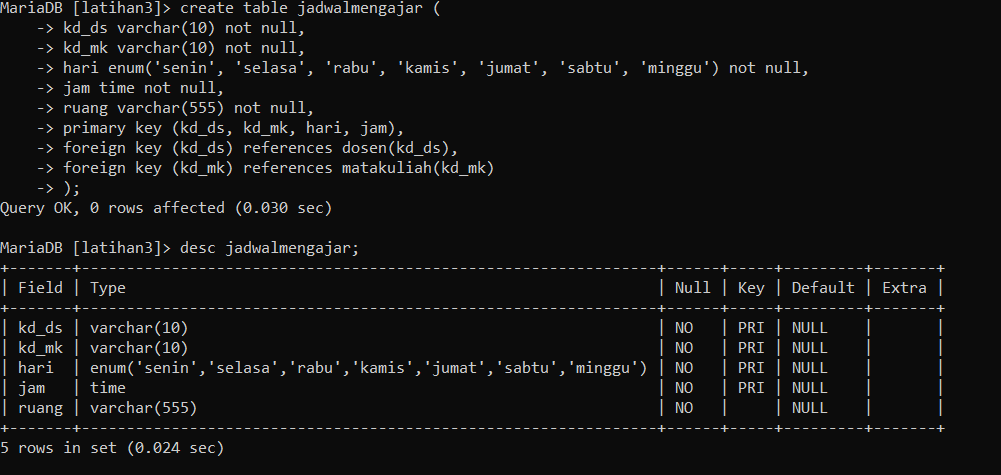 MariaDB [latihan3]> create table jadwalmengajar (
    -> kd_ds varchar(10) not null,
    -> kd_mk varchar(10) not null,
    -> hari enum('senin', 'selasa', 'rabu', 'kamis', 'jumat', 'sabtu', 'minggu') not null,
    -> jam time not null,
    -> ruang varchar(555) not null,
    -> primary key (kd_ds, kd_mk, hari, jam),
    -> foreign key (kd_ds) references dosen(kd_ds),
    -> foreign key (kd_mk) references matakuliah(kd_mk)
    -> );
Query OK, 0 rows affected (0.030 sec)

MariaDB [latihan3]> desc jadwalmengajar;
+-------+----------------------------------------------------------------+------+-----+---------+-------+
| Field | Type                                                           | Null | Key | Default | Extra |
+-------+----------------------------------------------------------------+------+-----+---------+-------+
| kd_ds | varchar(10)                                                    | NO   | PRI | NULL    |       |
| kd_mk | varchar(10)                                                    | NO   | PRI | NULL    |       |
| hari  | enum('senin','selasa','rabu','kamis','jumat','sabtu','minggu') | NO   | PRI | NULL    |       |
| jam   | time                                                           | NO   | PRI | NULL    |       |
| ruang | varchar(555)                                                   | NO   |     | NULL    |       |
+-------+----------------------------------------------------------------+------+-----+---------+-------+
5 rows in set (0.024 sec)